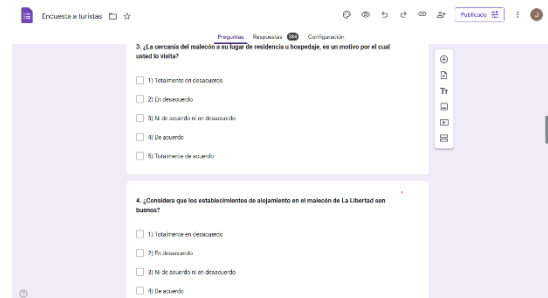 Encuesta a turistas
Publicado
Preguntas Respuestas Configuración
3. ¿La cercanía del malecón a su lugar de residencia u hospedaje, es un motivo por el cual
usted lo visita?
1) Totalmente en desacuerdo
2) En desacuerdo
3) Ni de acuerdo ni en desacuerdo
4) De acuerdo
5) Totalmente de acuerdo
4. ¿Considera que los establecimientos de alojamiento en el malecón de La Libertad son
buenos?
1) Totalmente en desacuerdo
2) En desacuerdo
3) Ni de acuerdo ni en desacuerdo
4) De acuerdo